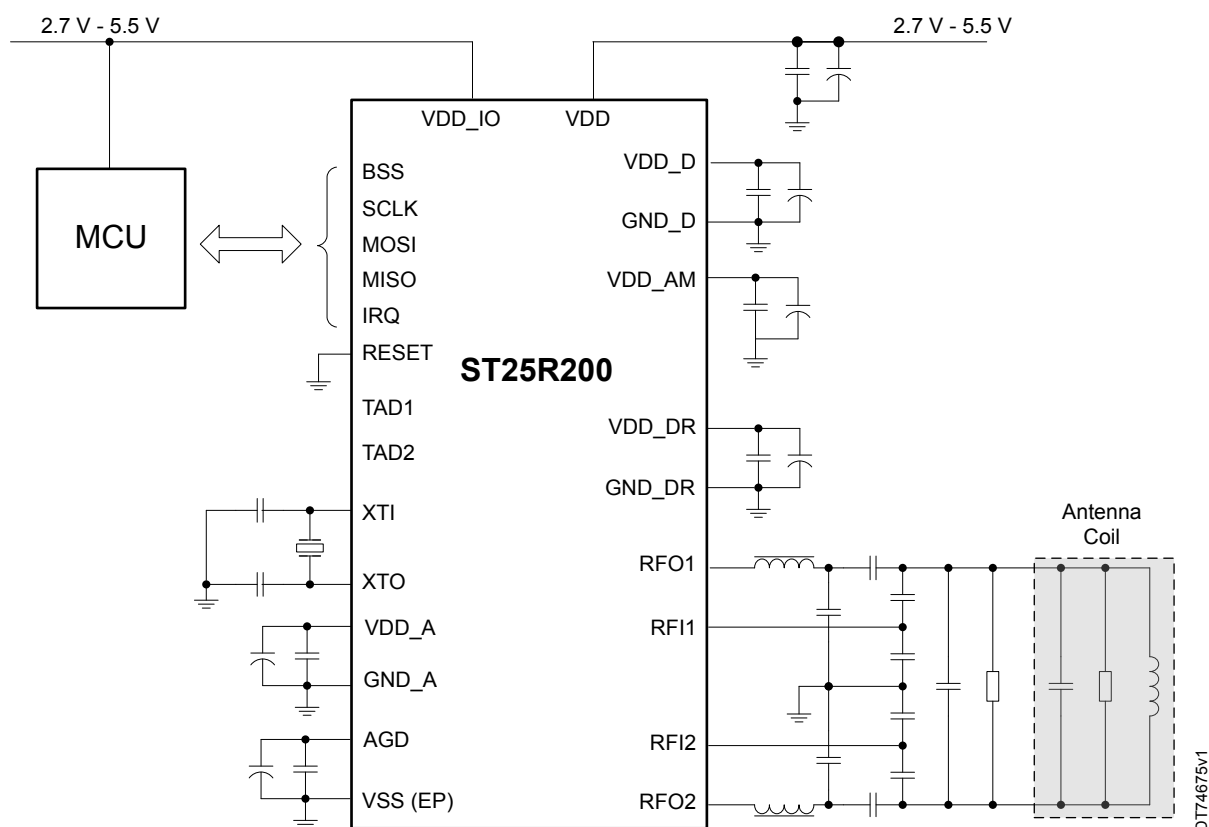 2.7 V - 5.5 V
2.7 V - 5.5 V
VDD_IO
VDD
MCU
BSS
SCLK
MOSI
MISO
IRQ
RESET
TAD1
TAD2
XTI
XTO
VDD_A
GND_A
AGD
VSS (EP)
ST25R200
VDD_D
GND_D
VDD_AM
VDD_DR
GND_DR
RFO1
RFI1
RFI2
RFO2
Antenna
Coil
DT74675v1